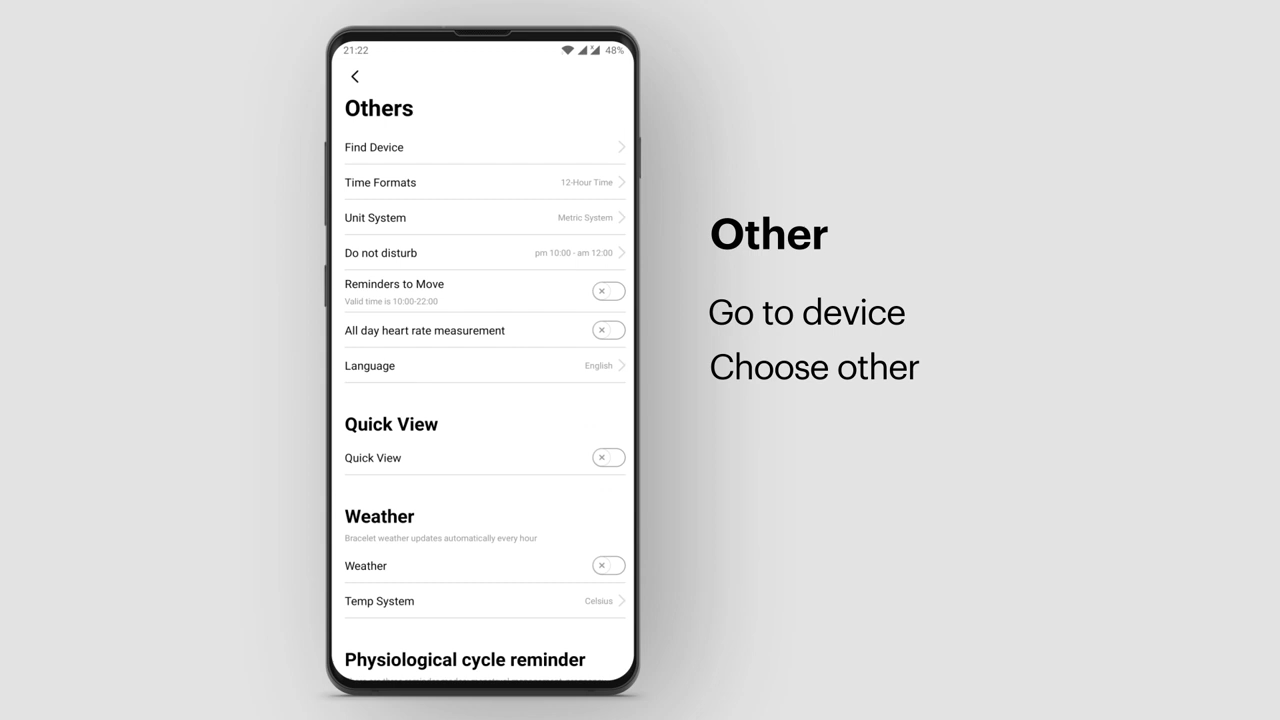 21:22
48%
Others
Find Device
Time Formats 12-Hour Time
Unit System Metric System
Do not disturb pm 10:00 - am 12:00
Reminders to Move
Valid time is 10:00-22:00
All day heart rate measurement
Language English
Quick View
Quick View
Weather
Bracelet weather updates automatically every hour
Weather
Temp System Celsius
Physiological cycle reminder
Other
Go to device
Choose other